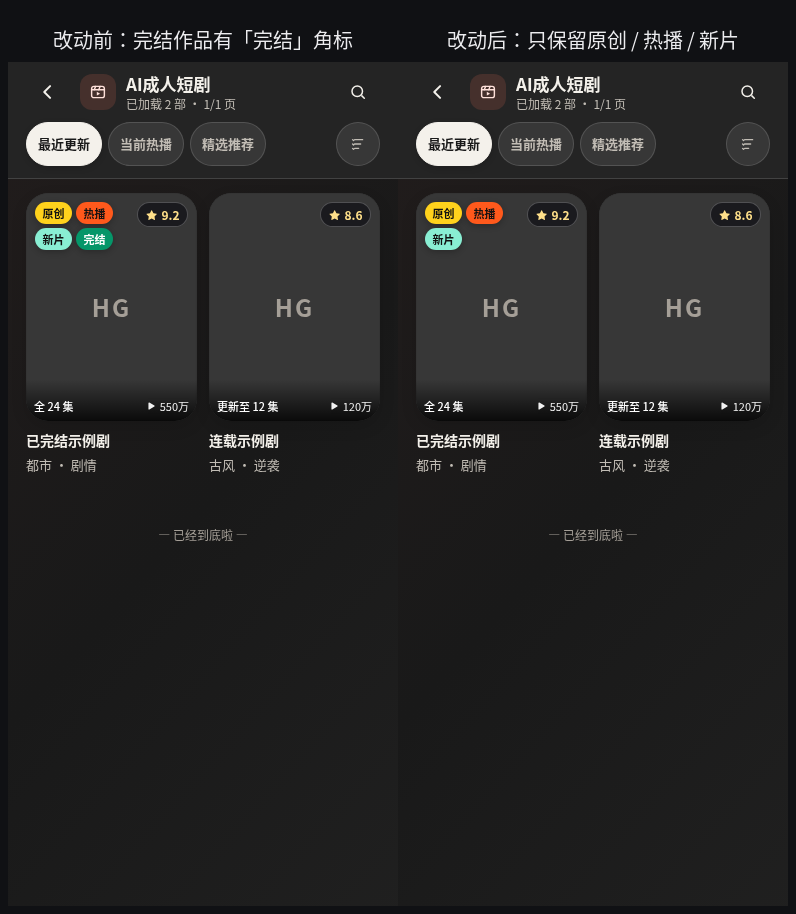 改动前：完结作品有「完结」角标
AI成人短剧
已加载 2 部 • 1/1 页
最近更新 当前热播 精选推荐
原创 热播 9.2 8.6
新片 完结
HG HG
全 24 集 550万 更新至 12 集 120万
已完结示例剧 连载示例剧
都市 • 剧情 古风 • 逆袭
— 已经到底啦 —
改动后：只保留原创 / 热播 / 新片
AI成人短剧
已加载 2 部 • 1/1 页
最近更新 当前热播 精选推荐
原创 热播 9.2 8.6
新片
HG HG
全 24 集 550万 更新至 12 集 120万
已完结示例剧 连载示例剧
都市 • 剧情 古风 • 逆袭
— 已经到底啦 —